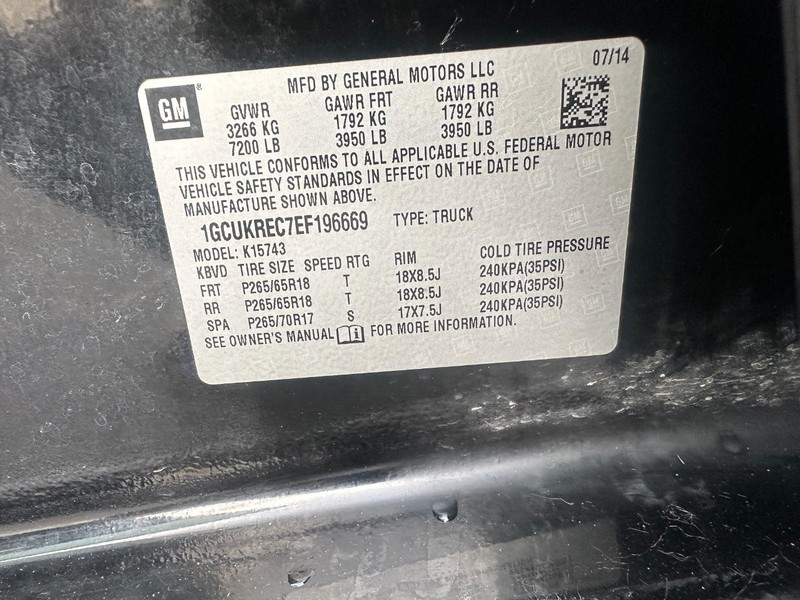 MFD BY GENERAL MOTORS LLC 07/14
GM
GVWR GAWR FRT GAWR RR
3266 KG 1792 KG 1792 KG
7200 LB 3950 LB 3950 LB
THIS VEHICLE CONFORMS TO ALL APPLICABLE U.S. FEDERAL MOTOR
VEHICLE SAFETY STANDARDS IN EFFECT ON THE DATE OF
MANUFACTURE SHOWN ABOVE.
1GCUKREC7EF196669 TYPE: TRUCK
MODEL: K15743
KBVD TIRE SIZE SPEED RTG RIM COLD TIRE PRESSURE
FRT P265/65R18 T 18X8.5J 240KPA(35PSI)
RR P265/65R18 T 18X8.5J 240KPA(35PSI)
SPA P265/70R17 S 17X7.5J 240KPA(35PSI)
SEE OWNER'S MANUAL FOR MORE INFORMATION.